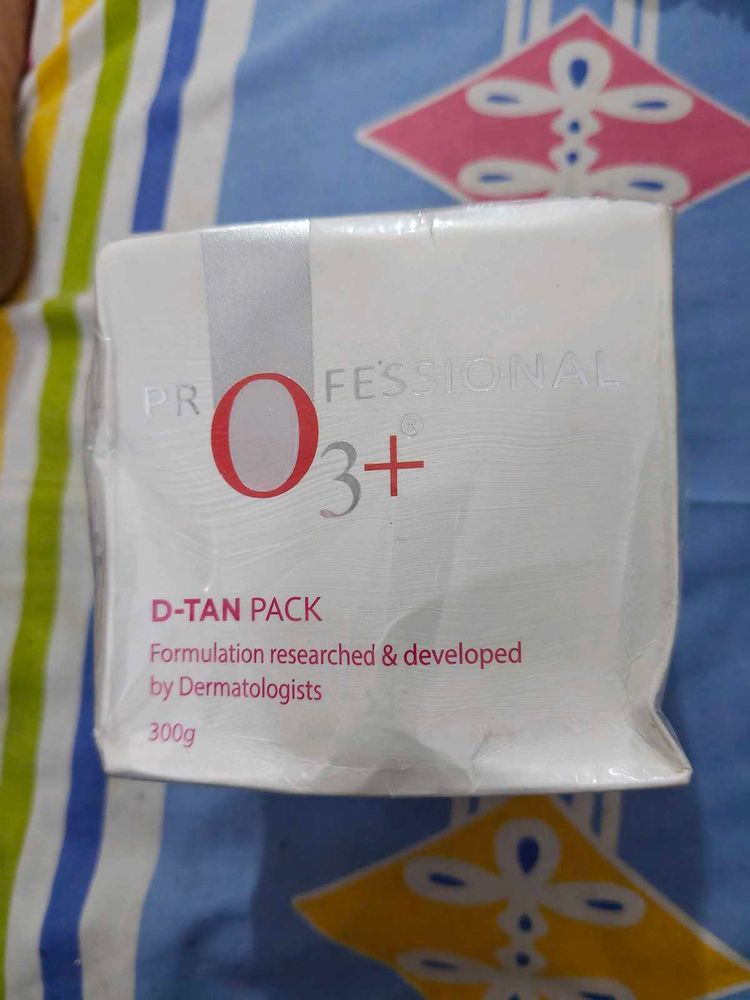 PROFESSIONAL
O3+®
D-TAN PACK
Formulation researched & developed
by Dermatologists
300g